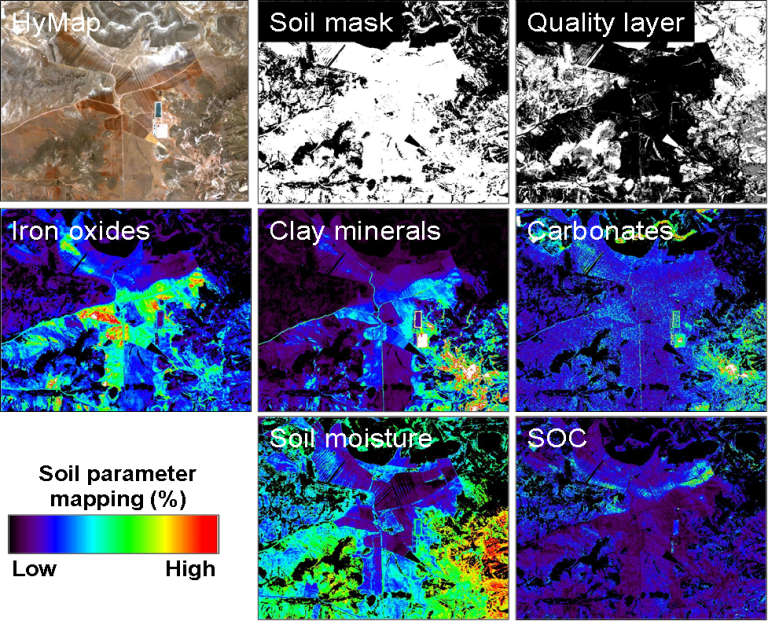 HyMap
Soil mask
Quality layer
Iron oxides
Clay minerals
Carbonates
Soil moisture
SOC
Soil parameter
mapping (%)
Low
High